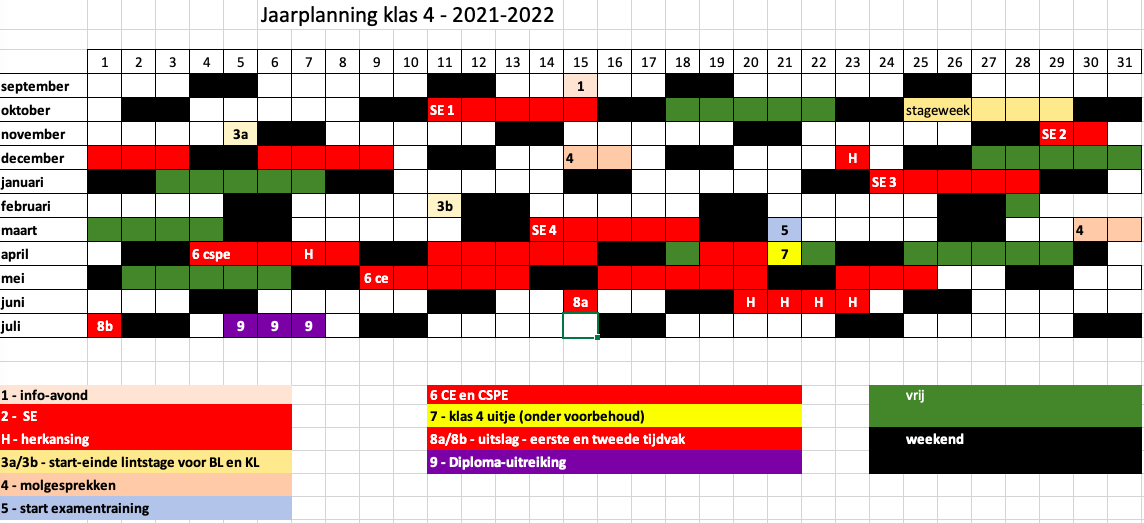 Jaarplanning klas 4 - 2021-2022
1 2 3 4 5 6 7 8 9 10 11 12 13 14 15 16 17 18 19 20 21 22 23 24 25 26 27 28 29 30 31
september 1
oktober SE 1 stageweek
november 3a SE 2
december 4 H
januari SE 3
februari 3b
maart SE 4 5 4
april 6 cspe H 7
mei 6 ce
juni 8a H H H H
juli 8b 9 9 9
1 - info-avond 6 CE en CSPE vrij
2 - SE 7 - klas 4 uitje (onder voorbehoud)
H - herkansing 8a/8b - uitslag - eerste en tweede tijdvak weekend
3a/3b - start-einde lintstage voor BL en KL 9 - Diploma-uitreiking
4 - molgesprekken
5 - start examentraining